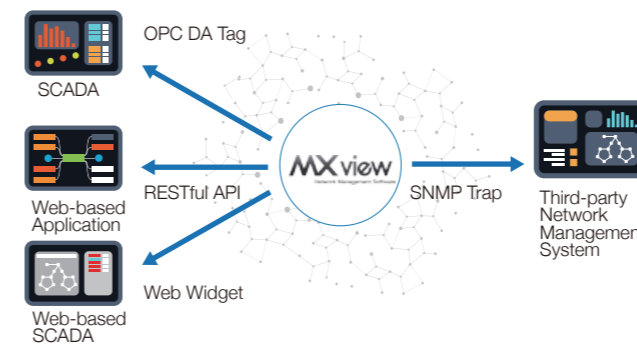 OPC DA Tag
SCADA
MXview
Network Management Software
RESTful API
SNMP Trap
Web-based
Application
Third-party
Network
Managemen
System
Web Widget
Web-based
SCADA